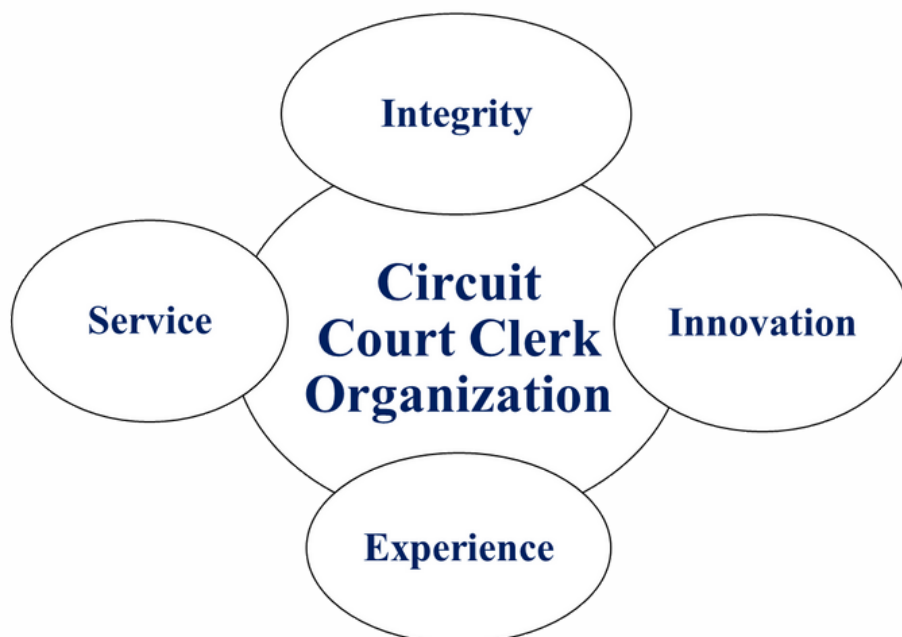 Integrity
Circuit
Court Clerk
Organization
Service
Innovation
Experience